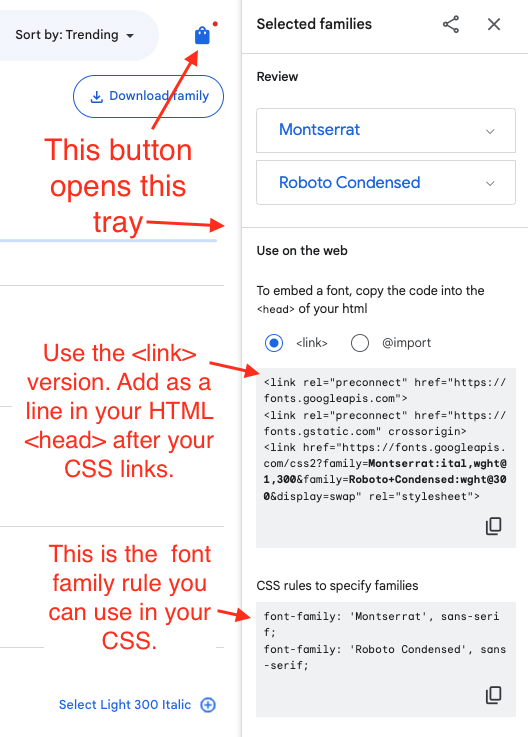 Sort by: Trending
Download family
This button
opens this
tray
Use the <link>
version. Add as a
line in your HTML
<head> after your
CSS links.
This is the font
family rule you
can use in your
CSS.
Select Light 300 Italic
Selected families
Review
Montserrat
Roboto Condensed
Use on the web
To embed a font, copy the code into the
<head> of your html
<link> @import
<link rel="preconnect" href="https://
fonts.googleapis.com">
<link rel="preconnect" href="https://
fonts.gstatic.com" crossorigin>
<link href="https://fonts.googleapis.
com/css2?family=Montserrat:ital,wght@
1,300&family=Roboto+Condensed:wght@30
0&display=swap" rel="stylesheet">
CSS rules to specify families
font-family: 'Montserrat', sans-seri
f;
font-family: 'Roboto Condensed', sans
-serif;